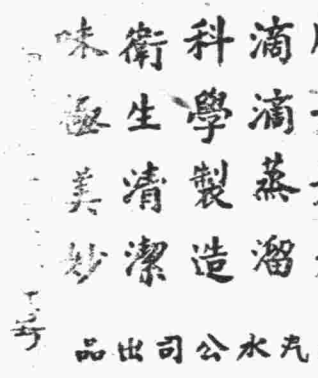 滴滴蒸溜
科學製造
衛生清潔
味極美妙
汽水公司出品